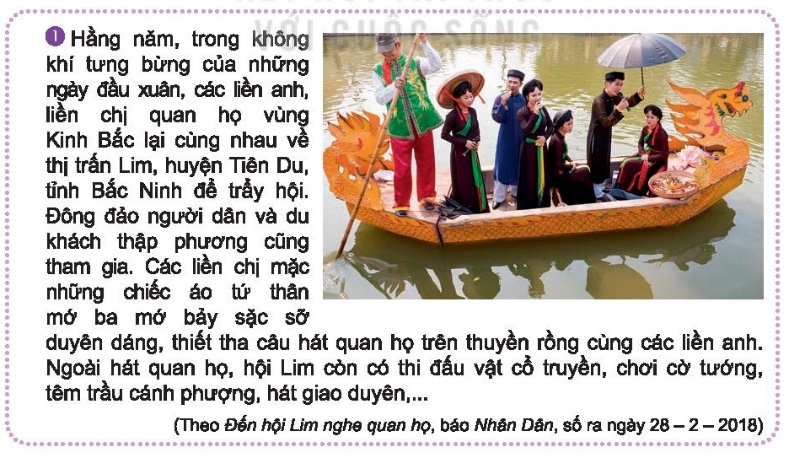 VỚI CUỘC SỐNG
1 Hằng năm, trong không
khí tưng bừng của những
ngày đầu xuân, các liền anh,
liền chị quan họ vùng
Kinh Bắc lại cùng nhau về
thị trấn Lim, huyện Tiên Du,
tỉnh Bắc Ninh để trẩy hội.
Đông đảo người dân và du
khách thập phương cũng
tham gia. Các liền chị mặc
những chiếc áo tứ thân
mớ ba mớ bảy sặc sỡ
duyên dáng, thiết tha câu hát quan họ trên thuyền rồng cùng các liền anh.
Ngoài hát quan họ, hội Lim còn có thi đấu vật cổ truyền, chơi cờ tướng,
têm trầu cánh phượng, hát giao duyên,...
(Theo Đến hội Lim nghe quan họ, báo Nhân Dân, số ra ngày 28 – 2 – 2018)